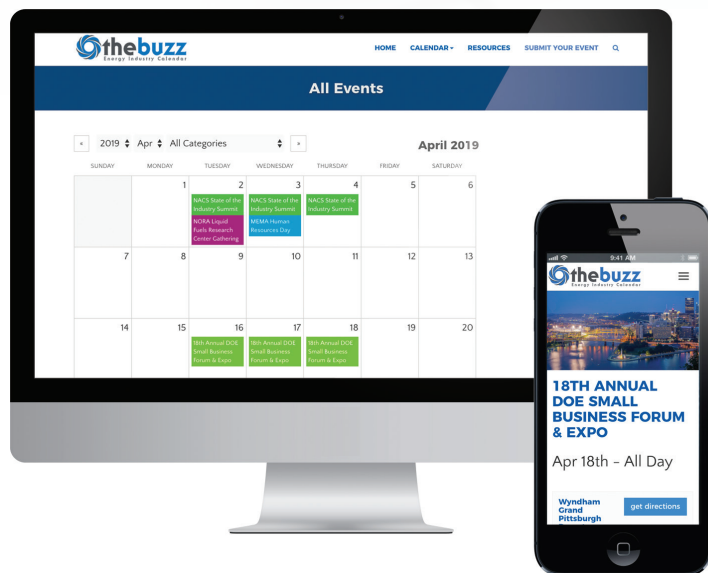 thebuzz
Energy Industry Calendar
HOME CALENDAR RESOURCES SUBMIT YOUR EVENT
All Events
« 2019 Apr All Categories »
April 2019
SUNDAY MONDAY TUESDAY WEDNESDAY THURSDAY FRIDAY SATURDAY
1 2 3 4 5 6
NACS State of the
Industry Summit
NORA Liquid
Fuels Research
Center Gathering
NACS State of the
Industry Summit
MEMA Human
Resources Day
NACS State of the
Industry Summit
7 8 9 10 11 12 13
14 15 16 17 18 19 20
18th Annual DOE
Small Business
Forum & Expo
18th Annual DOE
Small Business
Forum & Expo
18th Annual DOE
Small Business
Forum & Expo
9:41 AM
thebuzz
Energy Industry Calendar
18TH ANNUAL
DOE SMALL
BUSINESS FORUM
& EXPO
Apr 18th – All Day
Wyndham
Grand
Pittsburgh
get directions